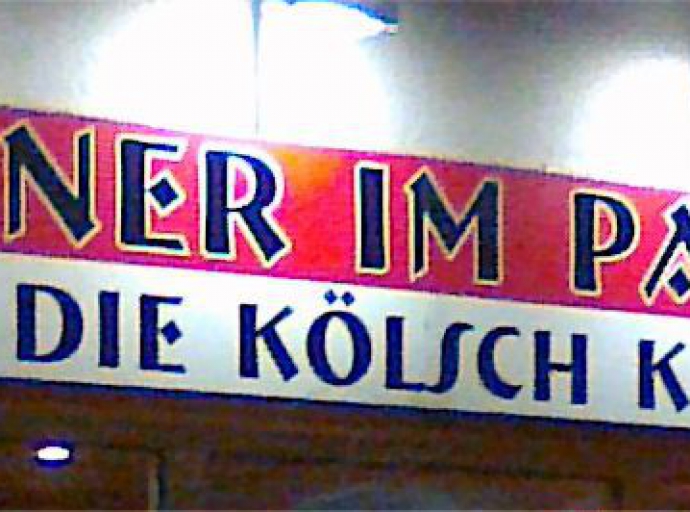 NER IM PA
DIE KÖLSCH K